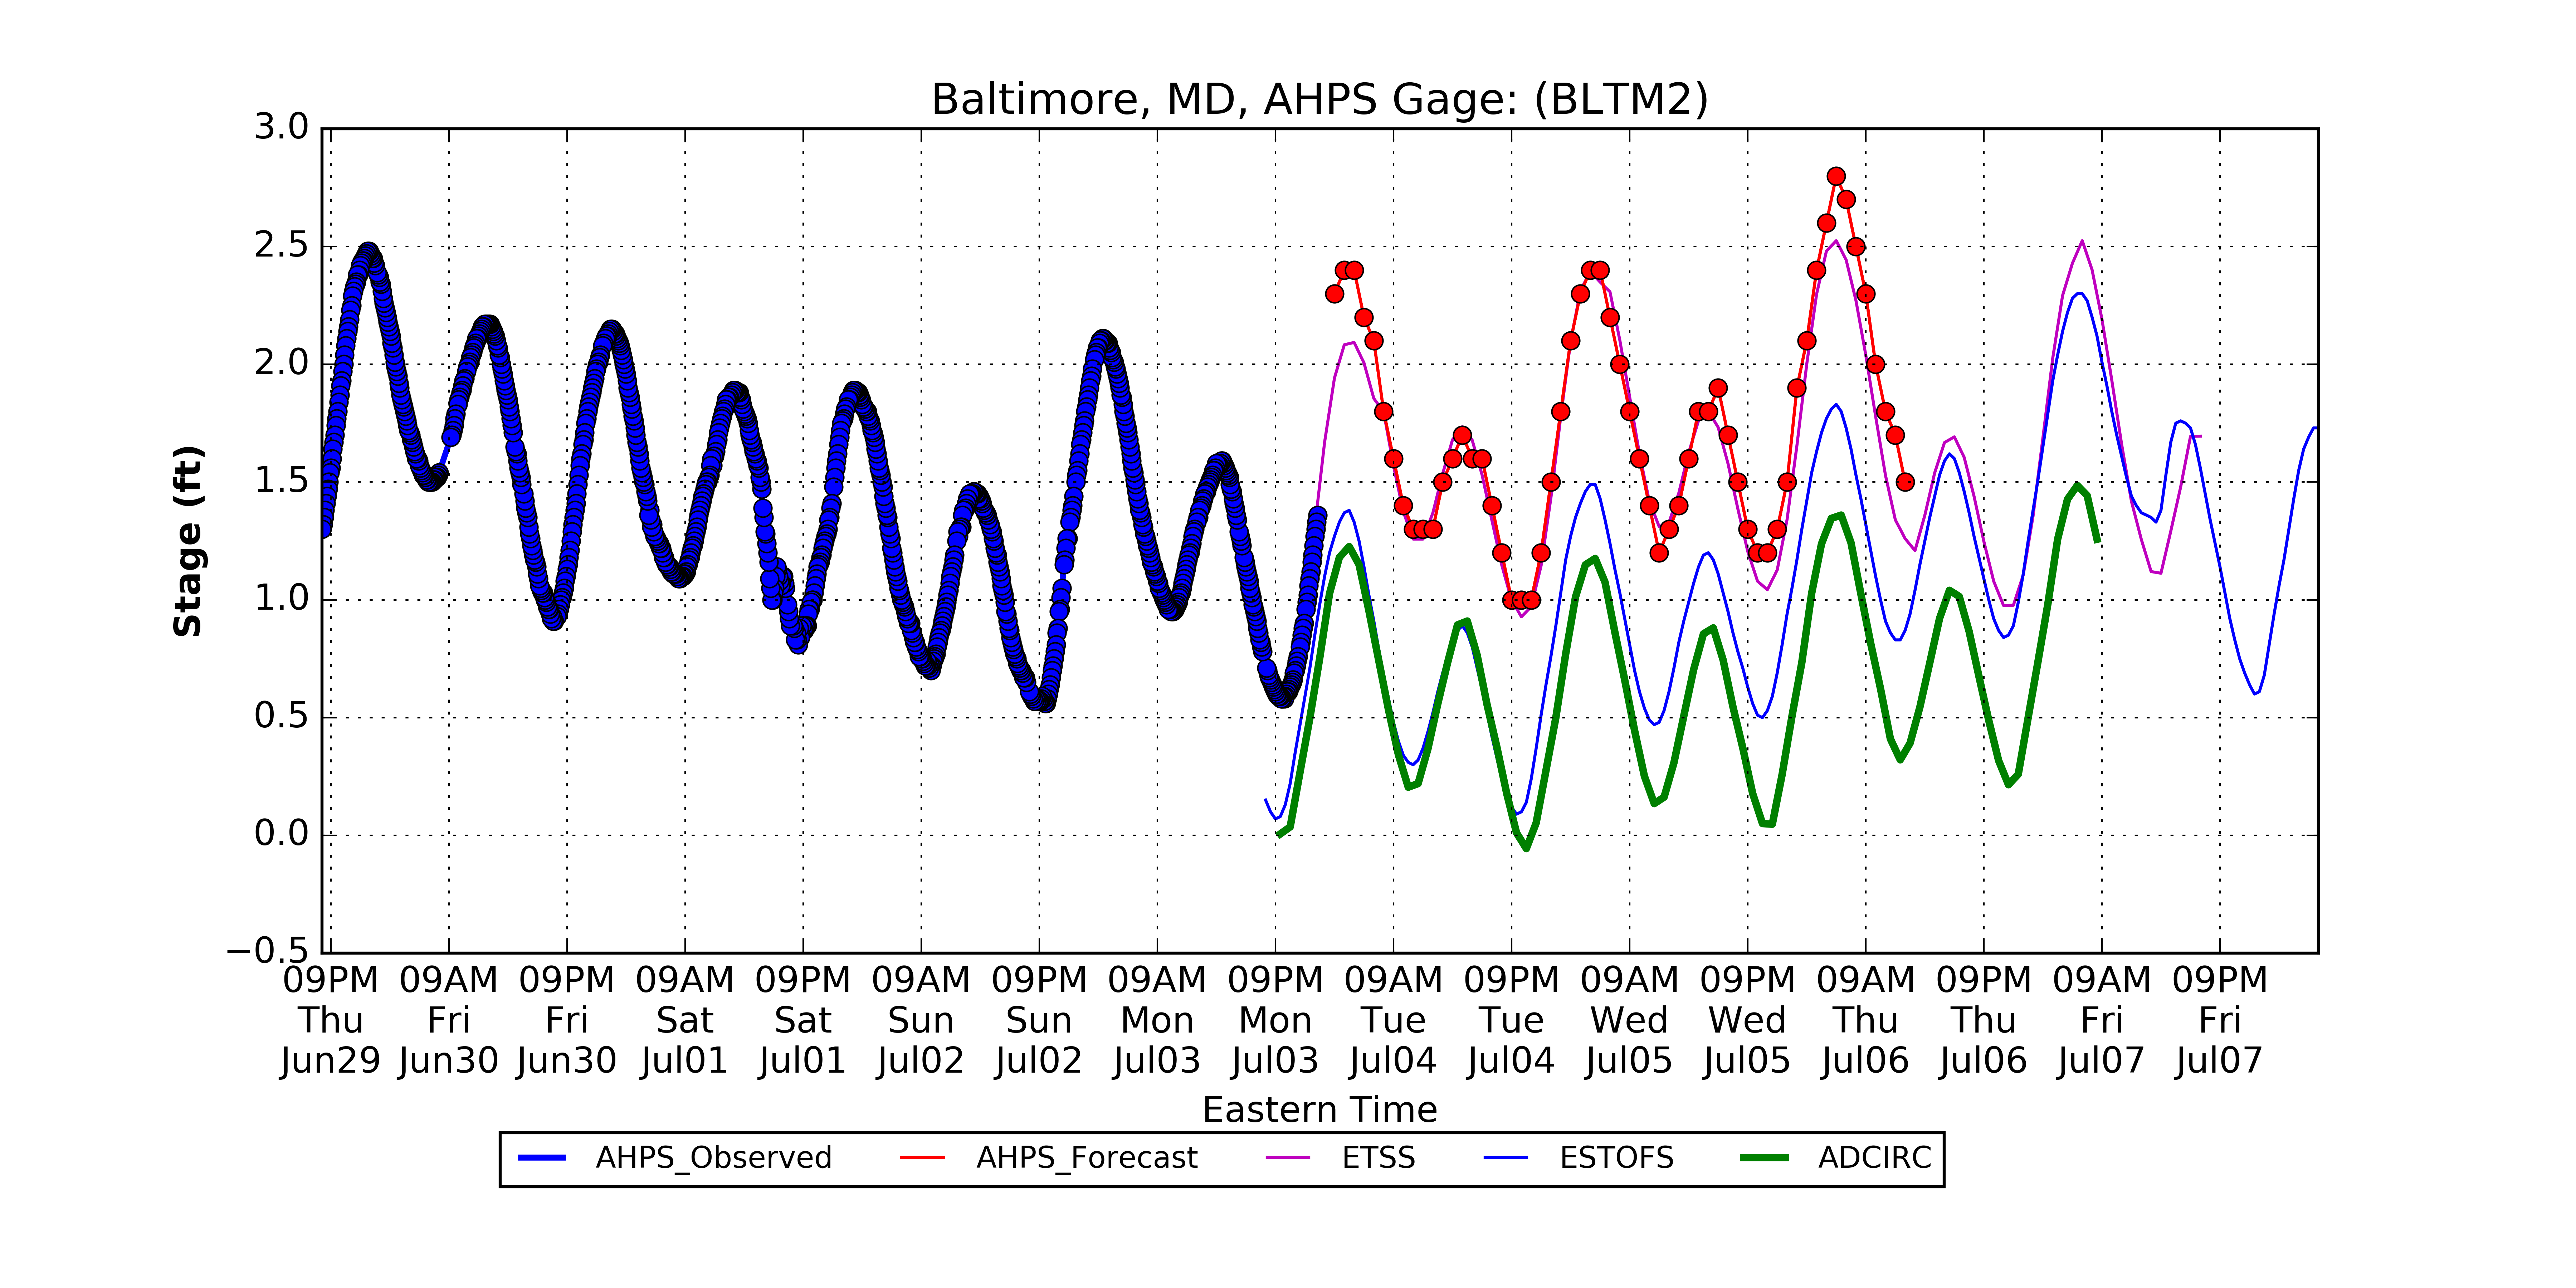 Baltimore, MD, AHPS Gage: (BLTM2)
Stage (ft)
3.0
2.5
2.0
1.5
1.0
0.5
0.0
−0.5
09PM 09AM 09PM 09AM 09PM 09AM 09PM 09AM 09PM 09AM 09PM 09AM 09PM 09AM 09PM 09AM 09PM
Thu Fri Fri Sat Sat Sun Sun Mon Mon Tue Tue Wed Wed Thu Thu Fri Fri
Jun29 Jun30 Jun30 Jul01 Jul01 Jul02 Jul02 Jul03 Jul03 Jul04 Jul04 Jul05 Jul05 Jul06 Jul06 Jul07 Jul07
Eastern Time
AHPS_Observed AHPS_Forecast ETSS ESTOFS ADCIRC